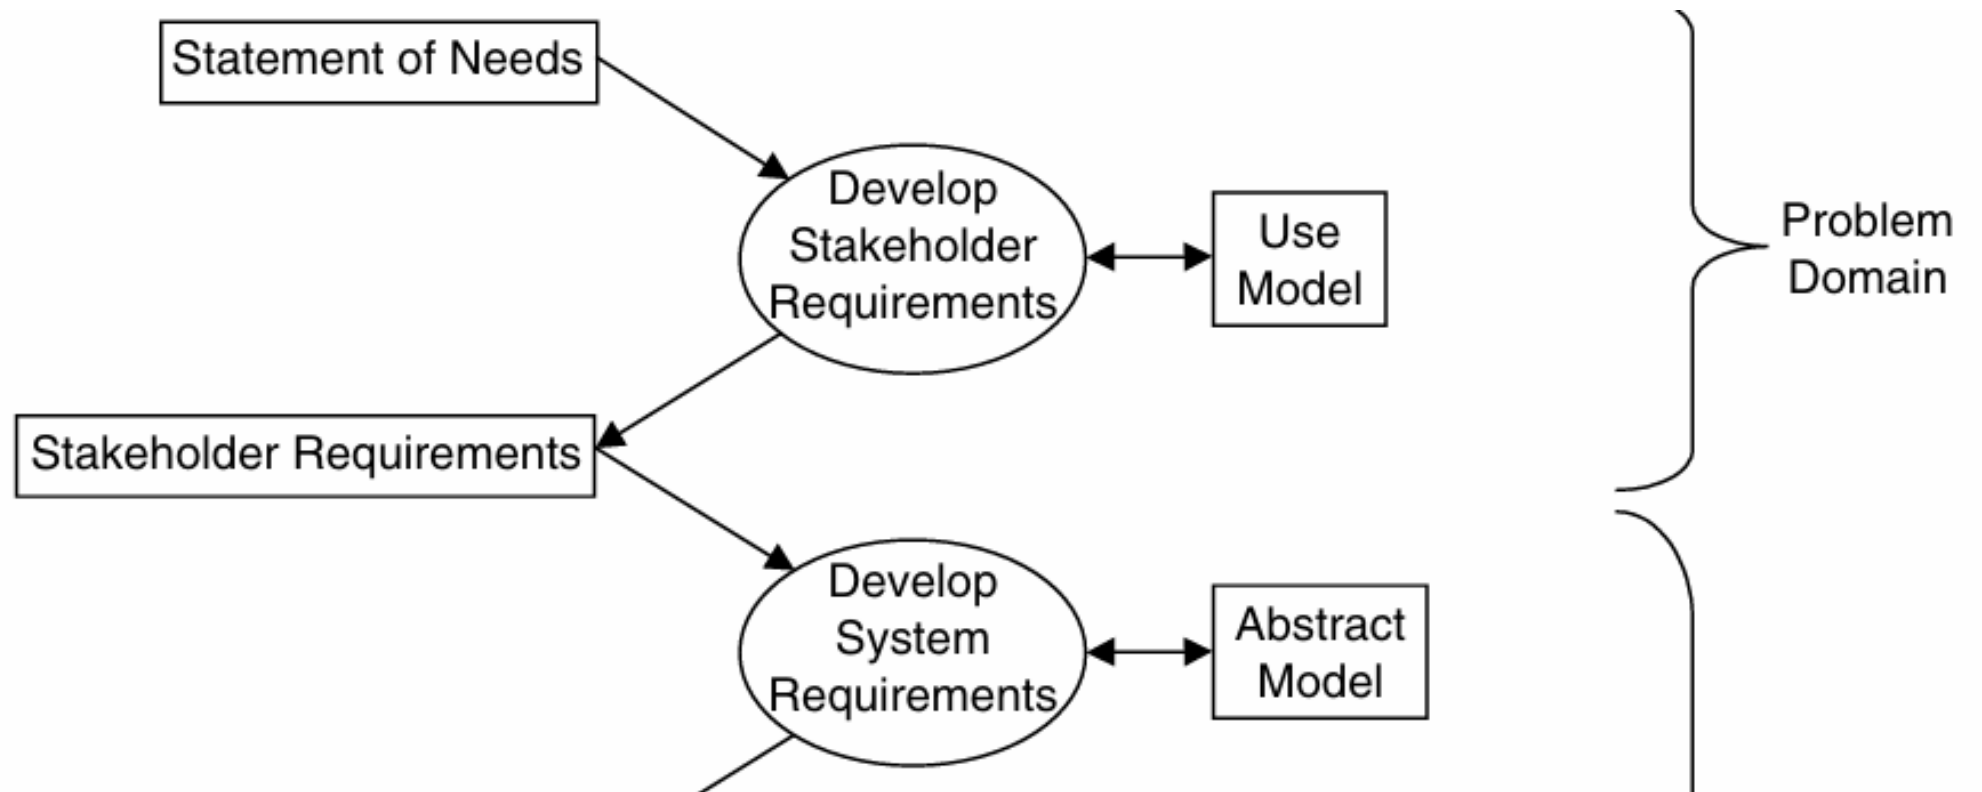 Statement of Needs
Develop
Stakeholder
Requirements
Use
Model
Problem
Domain
Stakeholder Requirements
Develop
System
Requirements
Abstract
Model